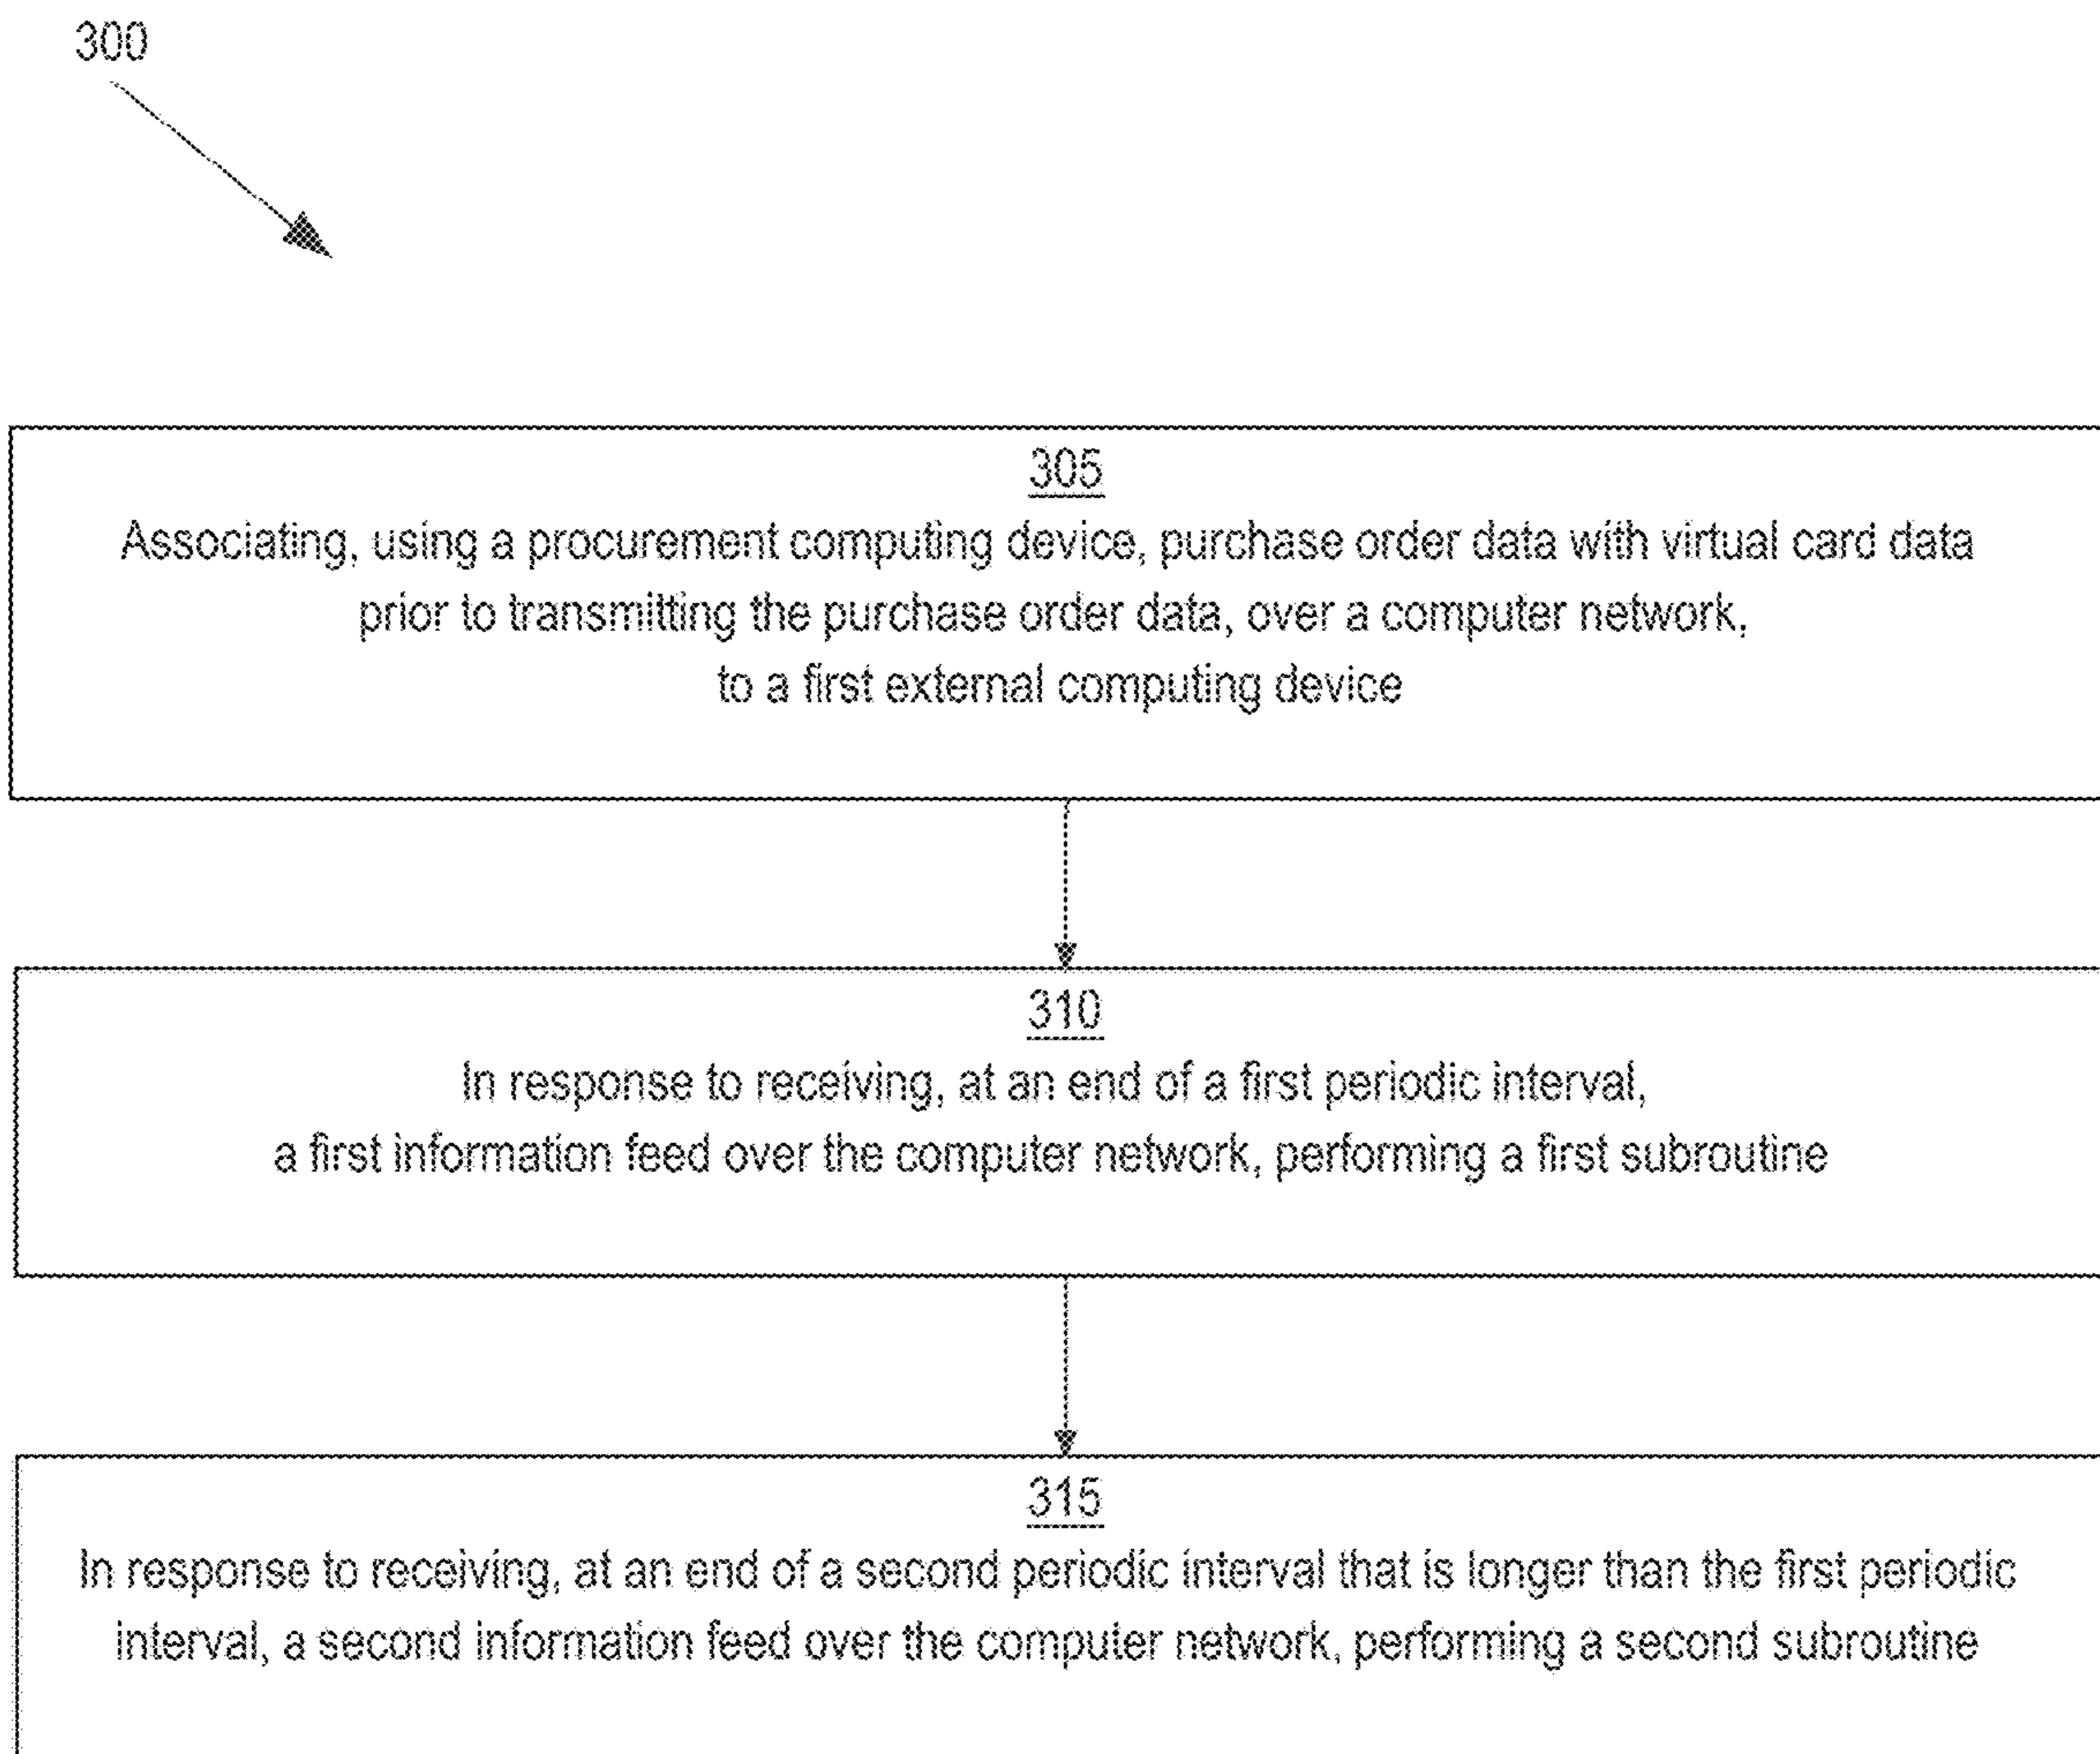 300
305
Associating, using a procurement computing device, purchase order data with virtual card data
prior to transmitting the purchase order data, over a computer network,
to a first external computing device
310
In response to receiving, at an end of a first periodic interval,
a first information feed over the computer network, performing a first subroutine
315
In response to receiving, at an end of a second periodic interval that is longer than the first periodic
interval, a second information feed over the computer network, performing a second subroutine